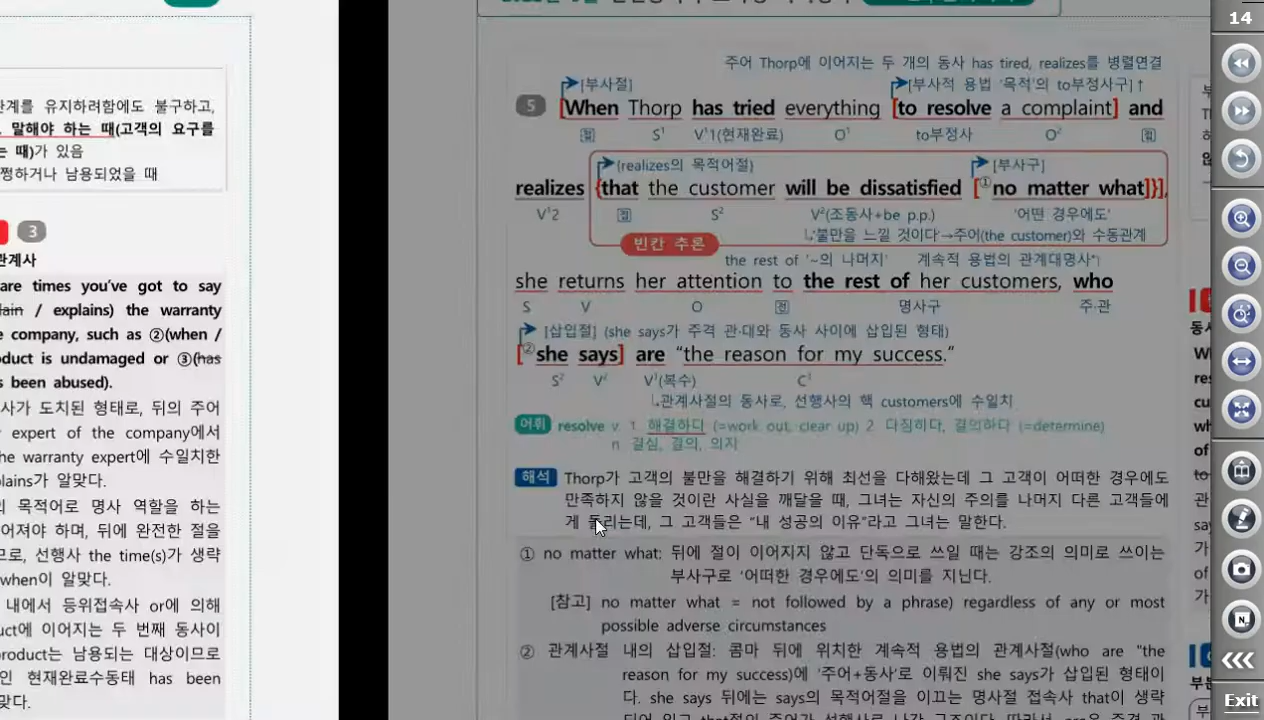 14
관계를 유지하려함에도 불구하고,
말해야 하는 때(고객의 요구를
는 때)가 있음
쩡하거나 남용되었을 때
3
관계사
are times you've got to say
lain / explains) the warranty
e company, such as ②(when /
oduct is undamaged or ③(has
s been abused).
사가 도치된 형태로, 뒤의 주어
expert of the company에서
he warranty expert에 수일치한
plains가 알맞다.
의 목적어로 명사 역할을 하는
어져야 하며, 뒤에 완전한 절을
므로, 선행사 the time(s)가 생략
when이 알맞다.
내에서 등위접속사 or에 의해
uct에 이어지는 두 번째 동사이
product는 남용되는 대상이므로
인 현재완료수동태 has been
맞다.
주어 Thorp에 이어지는 두 개의 동사 has tired, realizes를 병렬연결
[부사절] [부사적 용법 '목적'의 to부정사구]↑
5 [When Thorp has tried everything [to resolve a complaint] and
접 S¹ V¹1(현재완료) O¹ to부정사 O² 접
(realizes의 목적어절) [부사구]
realizes {that the customer will be dissatisfied [①no matter what]}],
V¹2 접 S² V²(조동사+be p.p.) '어떤 경우에도'
↳불만을 느낄 것이다→주어(the customer)와 수동관계
빈칸 추론
the rest of '~의 나머지' 계속적 용법의 관계대명사*)
she returns her attention to the rest of her customers, who
S V O 전 명사구 주·관
[삽입절] (she says가 주격 관·대와 동사 사이에 삽입된 형태)
[②she says] are “the reason for my success.”
S² V² V¹(복수) C¹
↳관계사절의 동사로, 선행사의 핵 customers에 수일치
어휘 resolve v. 1. 해결하다 (=work out, clear up) 2. 다짐하다, 결의하다 (=determine)
n. 결심, 결의, 의지
해석 Thorp가 고객의 불만을 해결하기 위해 최선을 다해왔는데 그 고객이 어떠한 경우에도
만족하지 않을 것이란 사실을 깨달을 때, 그녀는 자신의 주의를 나머지 다른 고객들에
게 돌리는데, 그 고객들은 “내 성공의 이유”라고 그녀는 말한다.
① no matter what: 뒤에 절이 이어지지 않고 단독으로 쓰일 때는 강조의 의미로 쓰이는
부사구로 '어떠한 경우에도'의 의미를 지닌다.
[참고] no matter what = not followed by a phrase) regardless of any or most
possible adverse circumstances
② 관계사절 내의 삽입절: 콤마 뒤에 위치한 계속적 용법의 관계사절(who are "the
reason for my success)에 '주어+동사'로 이뤄진 she says가 삽입된 형태이
다. she says 뒤에는 says의 목적어절을 이끄는 명사절 접속사 that이 생략
Exit